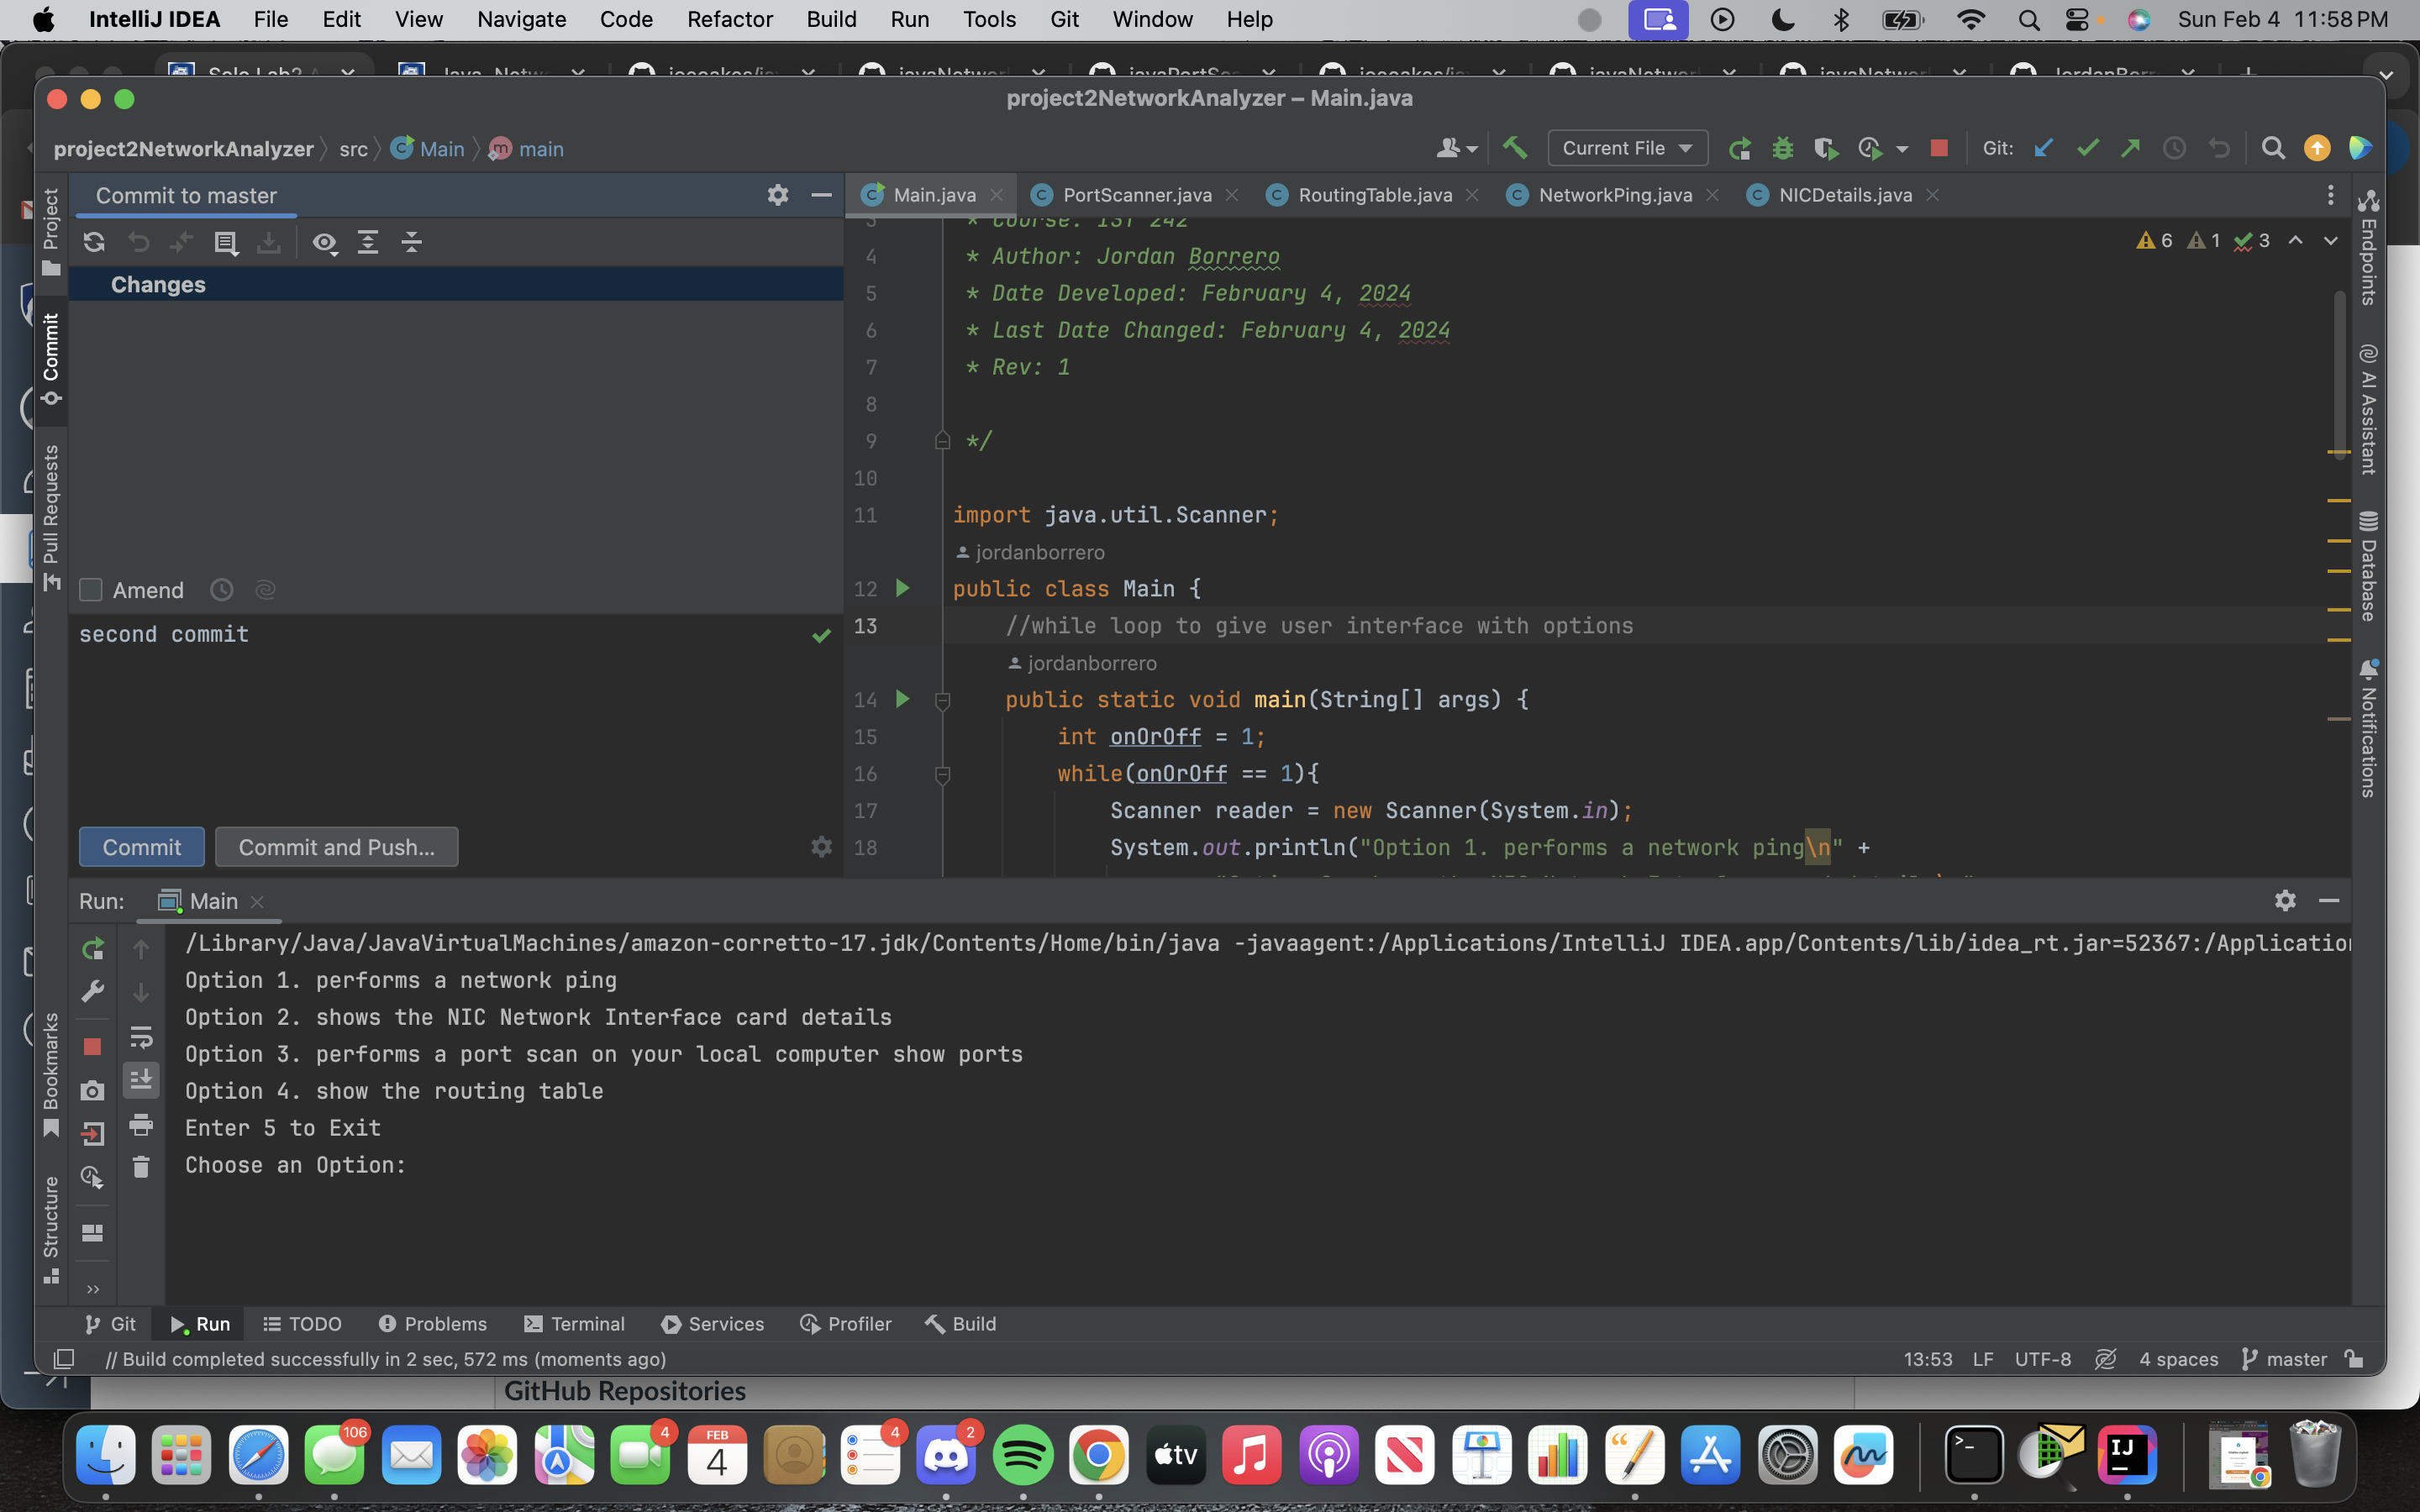 IntelliJ IDEA File Edit View Navigate Code Refactor Build Run Tools Git Window Help Sun Feb 4 11:58 PM
project2NetworkAnalyzer – Main.java
project2NetworkAnalyzer src Main main Current File Git:
Commit to master
Main.java PortScanner.java RoutingTable.java NetworkPing.java NICDetails.java
Project
Commit
Pull Requests
Bookmarks
Structure
Changes
Amend
second commit
Commit Commit and Push...
6 1 3
3 * Course: IST 242
4 * Author: Jordan Borrero
5 * Date Developed: February 4, 2024
6 * Last Date Changed: February 4, 2024
7 * Rev: 1
8
9 */
10
11 import java.util.Scanner;
jordanborrero
12 public class Main {
13 //while loop to give user interface with options
jordanborrero
14 public static void main(String[] args) {
15 int onOrOff = 1;
16 while(onOrOff == 1){
17 Scanner reader = new Scanner(System.in);
18 System.out.println("Option 1. performs a network ping\n" +
Endpoints
AI Assistant
Database
Notifications
Run: Main
/Library/Java/JavaVirtualMachines/amazon-corretto-17.jdk/Contents/Home/bin/java -javaagent:/Applications/IntelliJ IDEA.app/Contents/lib/idea_rt.jar=52367:/Application
Option 1. performs a network ping
Option 2. shows the NIC Network Interface card details
Option 3. performs a port scan on your local computer show ports
Option 4. show the routing table
Enter 5 to Exit
Choose an Option:
Git Run TODO Problems Terminal Services Profiler Build
// Build completed successfully in 2 sec, 572 ms (moments ago) 13:53 LF UTF-8 4 spaces master
GitHub Repositories
106 4 FEB 4 4 2 tv